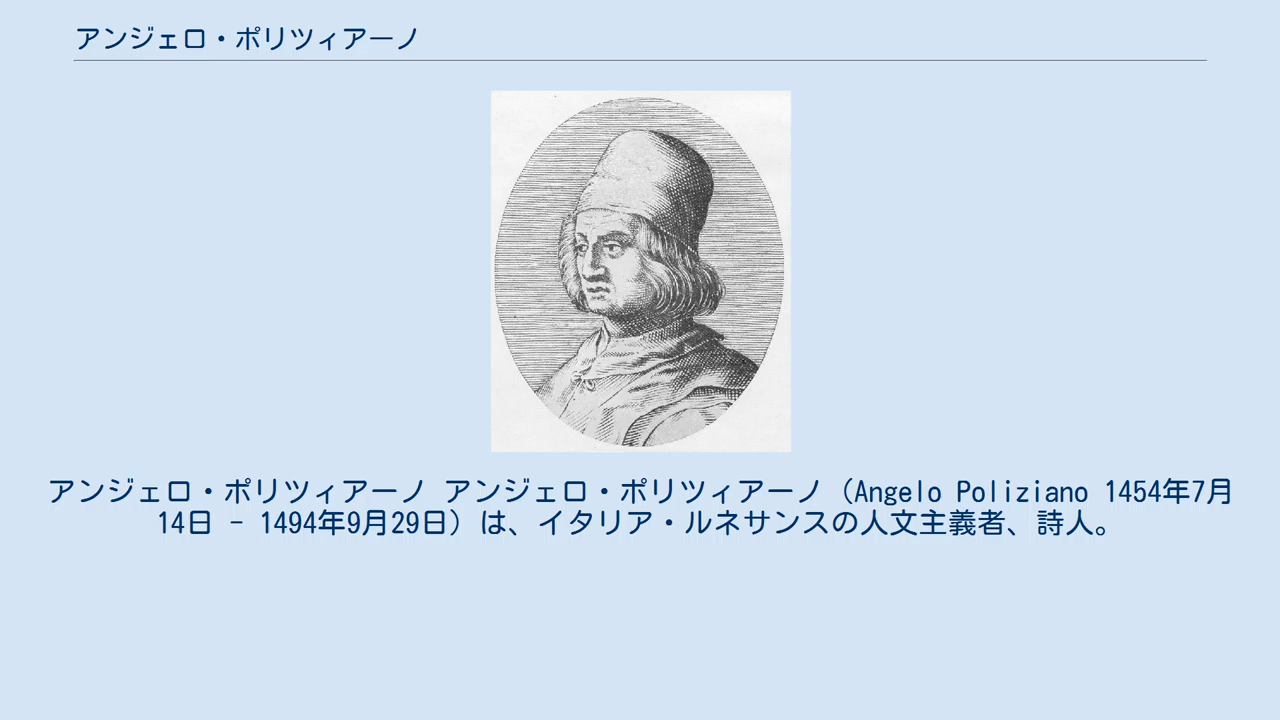 アンジェロ・ポリツィアーノ
アンジェロ・ポリツィアーノ アンジェロ・ポリツィアーノ（Angelo Poliziano 1454年7月
14日 - 1494年9月29日）は、イタリア・ルネサンスの人文主義者、詩人。